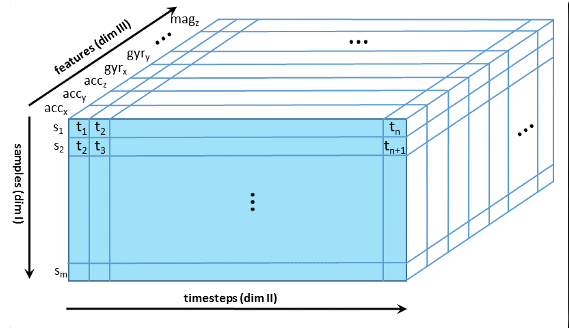 features (dim III)
mag_z
...
gyr_y
gyr_x
acc_z
acc_y
acc_x
...
s_1 t_1 t_2 t_n
s_2 t_2 t_3 t_{n+1}
...
...
s_m
samples (dim I)
timesteps (dim II)